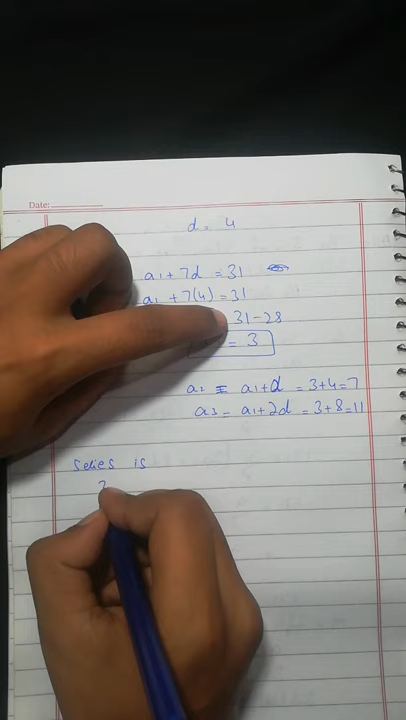 Date:
d = 4
a1 + 7d = 31
a1 + 7(4) = 31
31-28
= 3
a2 = a1+d = 3+4=7
a3 = a1+2d = 3+8=11
Series is